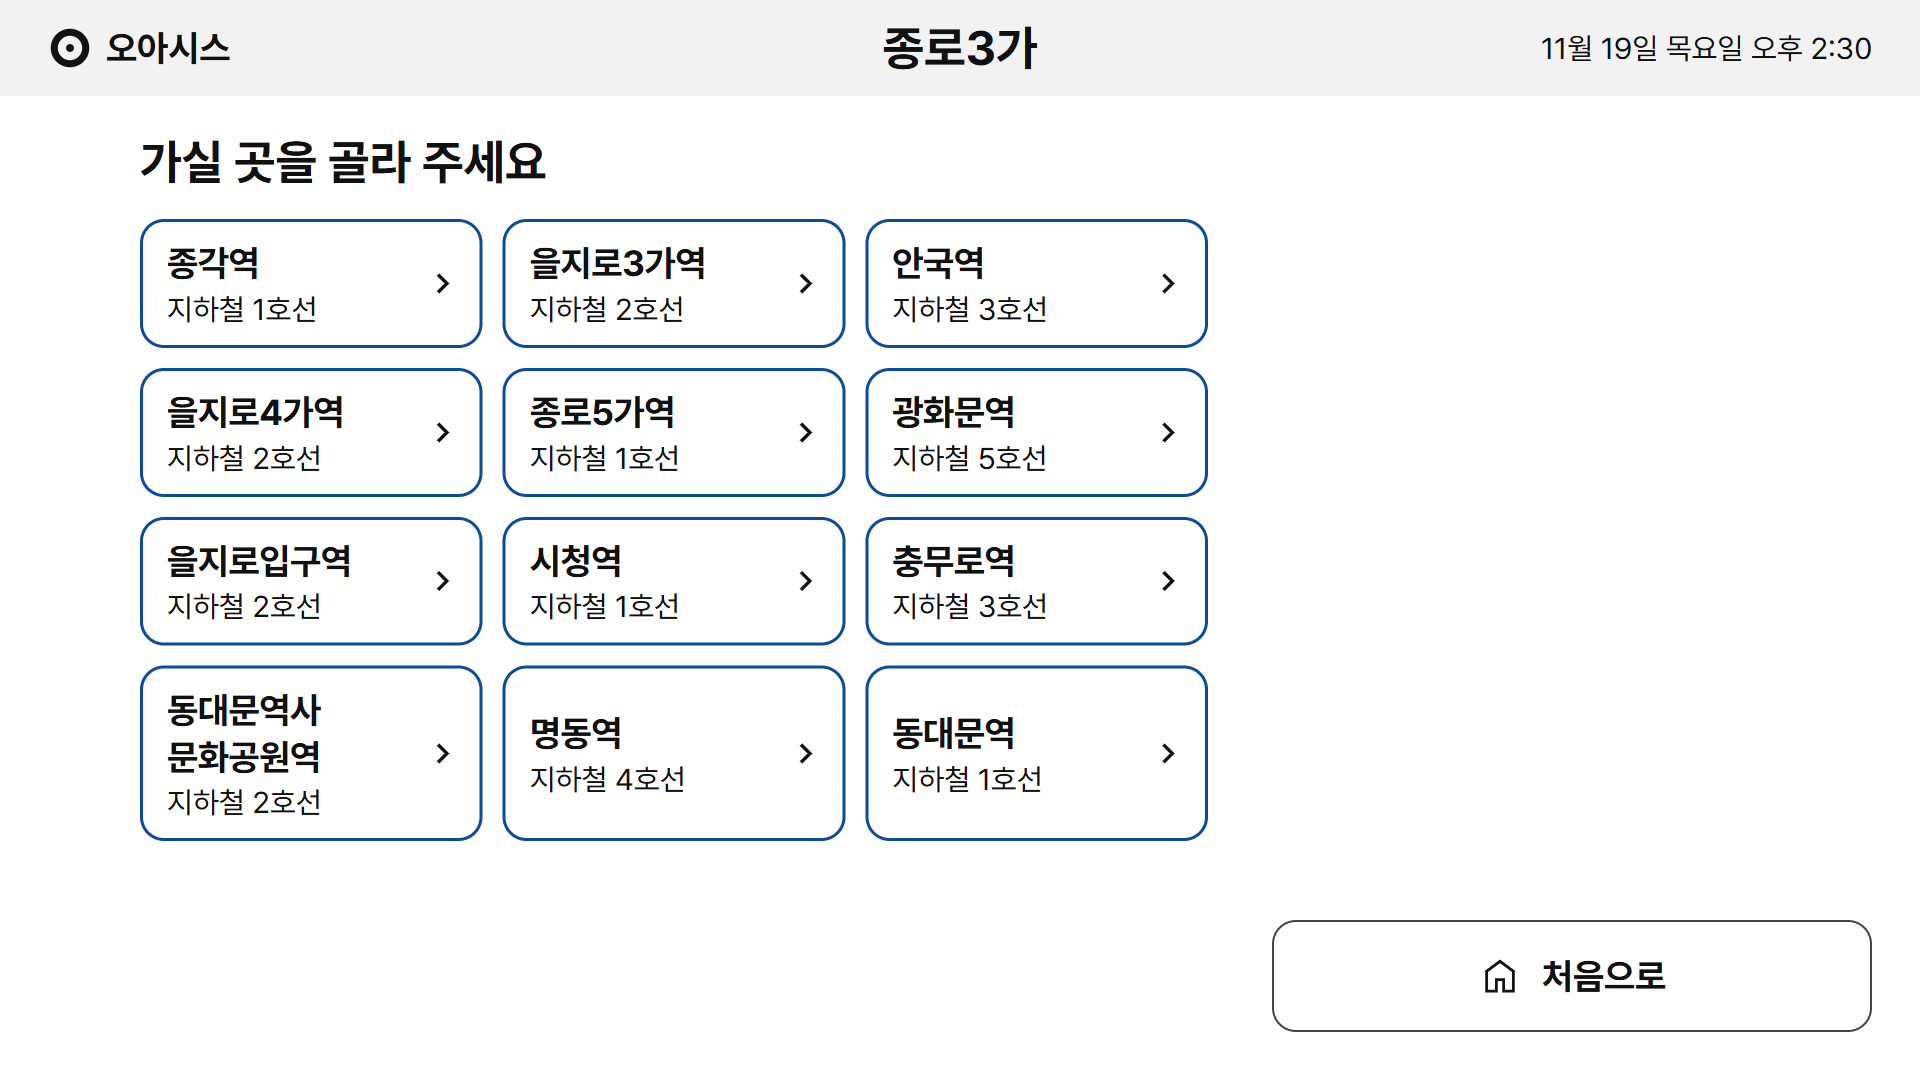 오아시스
종로3가
11월 19일 목요일 오후 2:30
가실 곳을 골라 주세요
종각역
지하철 1호선
을지로3가역
지하철 2호선
안국역
지하철 3호선
을지로4가역
지하철 2호선
종로5가역
지하철 1호선
광화문역
지하철 5호선
을지로입구역
지하철 2호선
시청역
지하철 1호선
충무로역
지하철 3호선
동대문역사
문화공원역
지하철 2호선
명동역
지하철 4호선
동대문역
지하철 1호선
처음으로